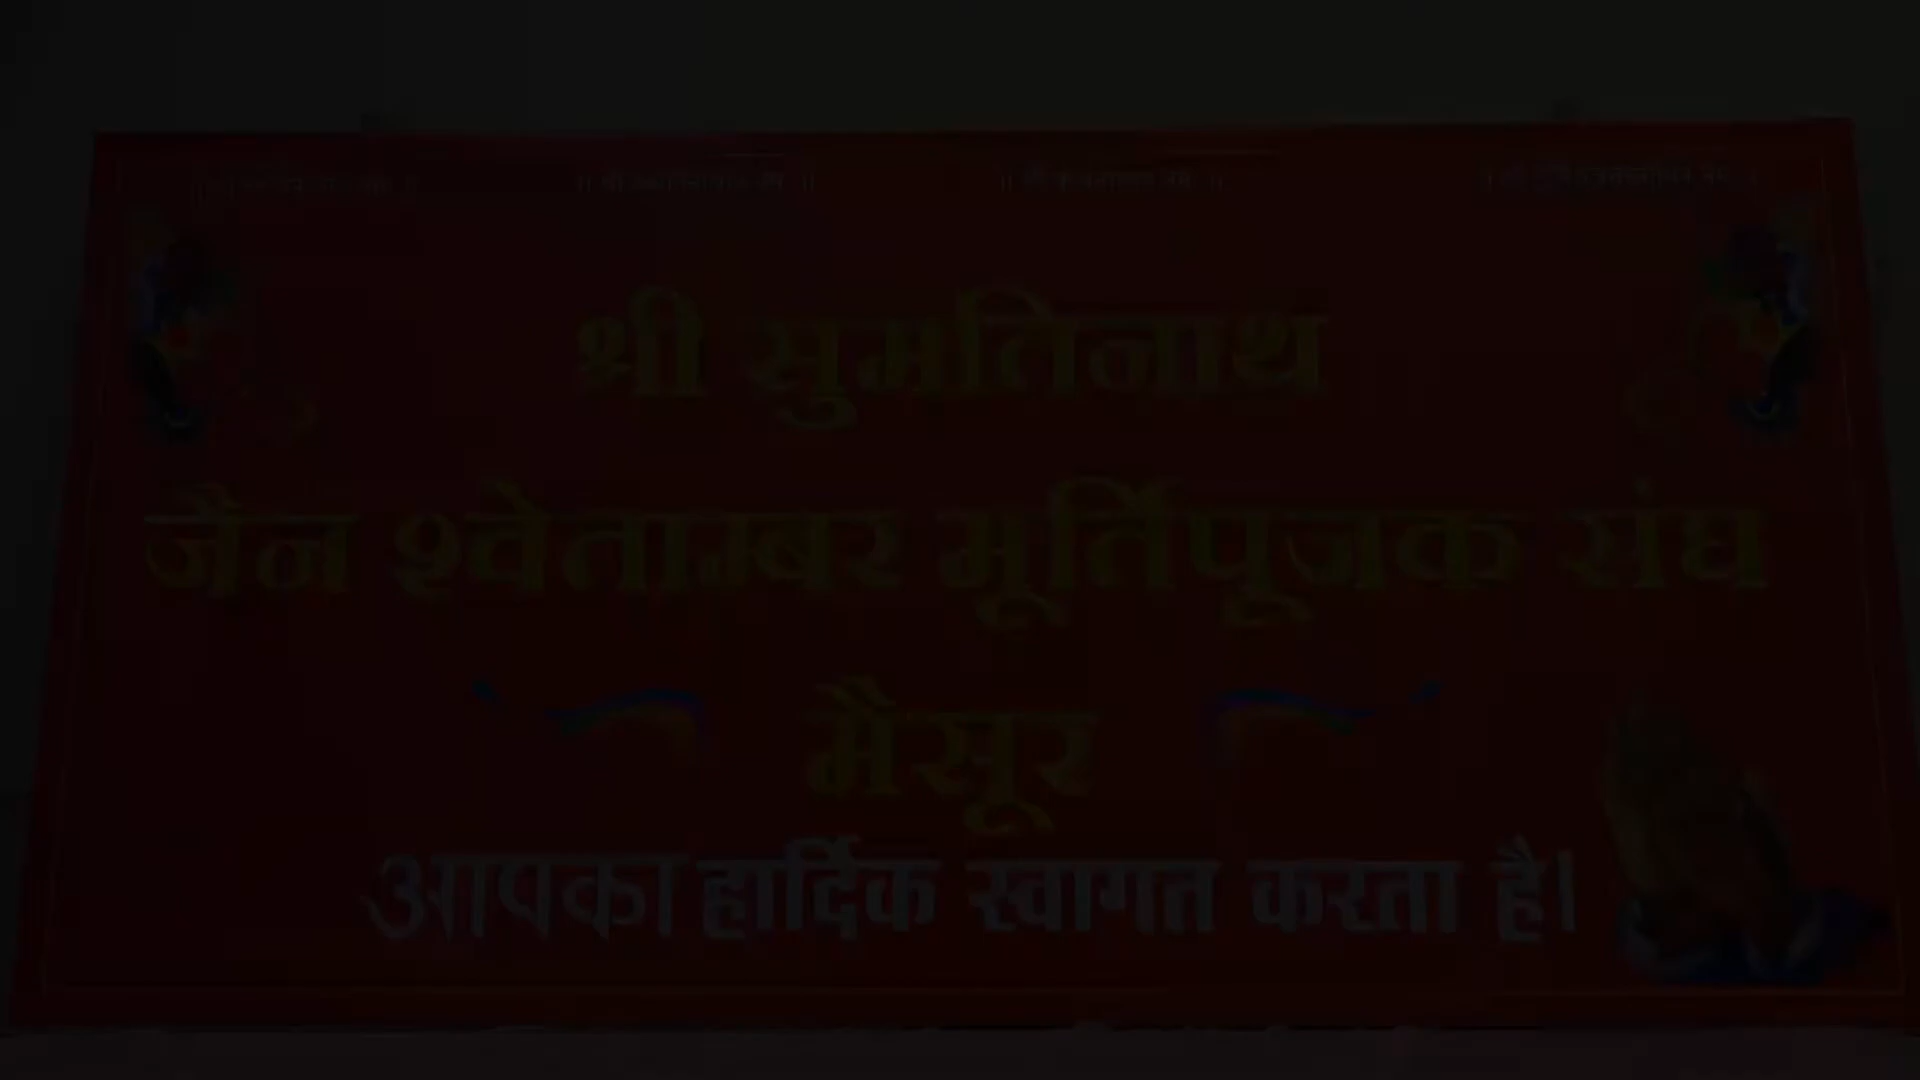 श्री सुमतिनाथ
जैन श्वेताम्बर मूर्तिपूजक संघ
मैसूर
आपका हार्दिक स्वागत करता है।